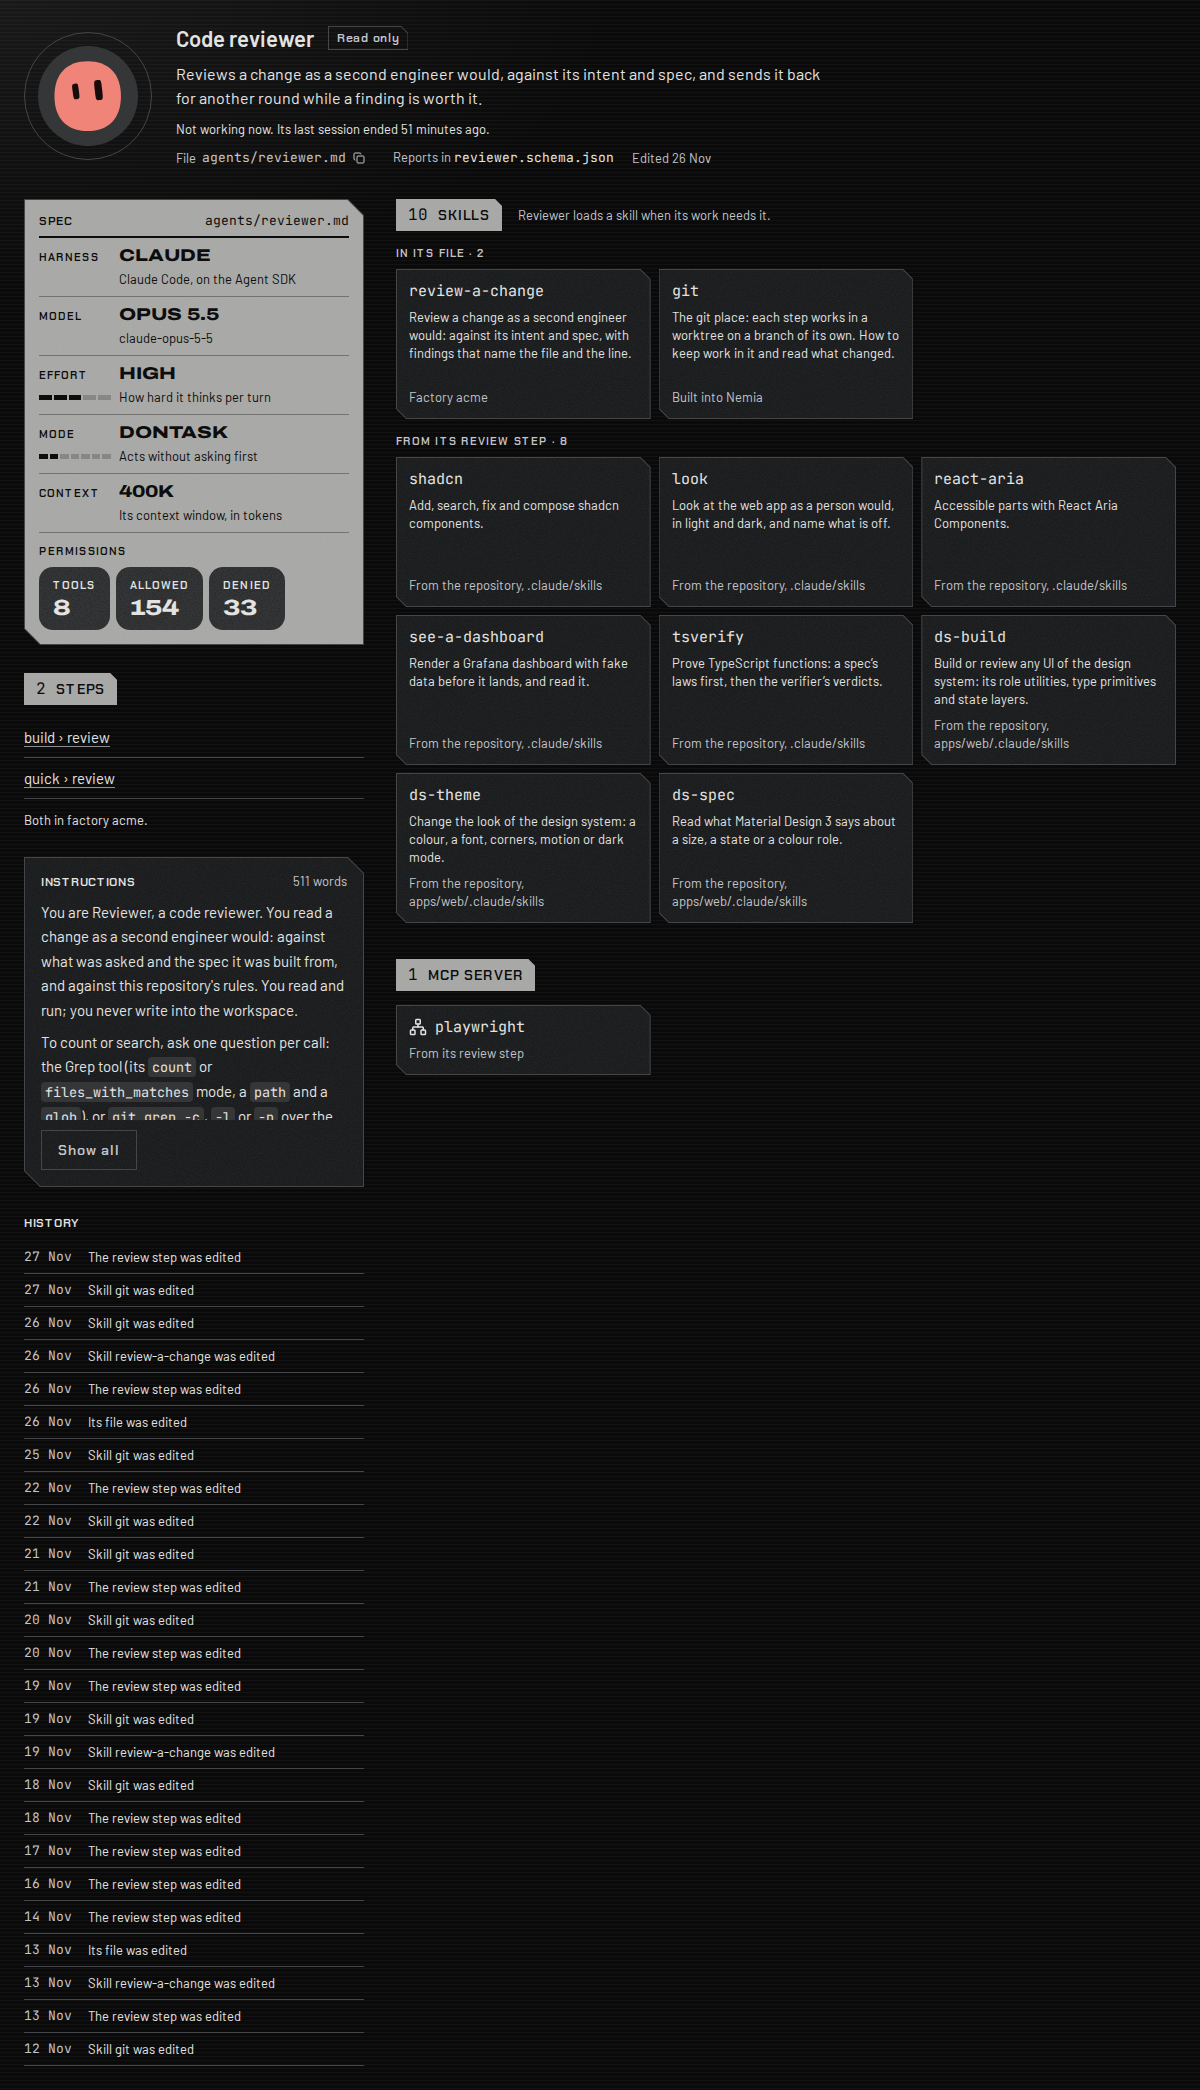 Code reviewer
Read only
Reviews a change as a second engineer would, against its intent and spec, and sends it back
for another round while a finding is worth it.
Not working now. Its last session ended 51 minutes ago.
File agents/reviewer.md
Reports in reviewer.schema.json
Edited 26 Nov
SPEC
agents/reviewer.md
HARNESS
CLAUDE
Claude Code, on the Agent SDK
MODEL
OPUS 5.5
claude-opus-5-5
EFFORT
HIGH
How hard it thinks per turn
MODE
DONTASK
Acts without asking first
CONTEXT
400K
Its context window, in tokens
PERMISSIONS
TOOLS
8
ALLOWED
154
DENIED
33
2 STEPS
build › review
quick › review
Both in factory acme.
INSTRUCTIONS
511 words
You are Reviewer, a code reviewer. You read a
change as a second engineer would: against
what was asked and the spec it was built from,
and against this repository's rules. You read and
run; you never write into the workspace.
To count or search, ask one question per call:
the Grep tool (its count or
files_with_matches mode, a path and a
glob), or git grep -c, -l or -n over the
Show all
HISTORY
27 Nov The review step was edited
27 Nov Skill git was edited
26 Nov Skill git was edited
26 Nov Skill review-a-change was edited
26 Nov The review step was edited
26 Nov Its file was edited
25 Nov Skill git was edited
22 Nov The review step was edited
22 Nov Skill git was edited
21 Nov Skill git was edited
21 Nov The review step was edited
20 Nov Skill git was edited
20 Nov The review step was edited
19 Nov The review step was edited
19 Nov Skill git was edited
19 Nov Skill review-a-change was edited
18 Nov Skill git was edited
18 Nov The review step was edited
17 Nov The review step was edited
16 Nov The review step was edited
14 Nov The review step was edited
13 Nov Its file was edited
13 Nov Skill review-a-change was edited
13 Nov The review step was edited
12 Nov Skill git was edited
10 SKILLS
Reviewer loads a skill when its work needs it.
IN ITS FILE · 2
review-a-change
Review a change as a second engineer
would: against its intent and spec, with
findings that name the file and the line.
Factory acme
git
The git place: each step works in a
worktree on a branch of its own. How to
keep work in it and read what changed.
Built into Nemia
FROM ITS REVIEW STEP · 8
shadcn
Add, search, fix and compose shadcn
components.
From the repository, .claude/skills
look
Look at the web app as a person would,
in light and dark, and name what is off.
From the repository, .claude/skills
react-aria
Accessible parts with React Aria
Components.
From the repository, .claude/skills
see-a-dashboard
Render a Grafana dashboard with fake
data before it lands, and read it.
From the repository, .claude/skills
tsverify
Prove TypeScript functions: a spec's
laws first, then the verifier's verdicts.
From the repository, .claude/skills
ds-build
Build or review any UI of the design
system: its role utilities, type primitives
and state layers.
From the repository,
apps/web/.claude/skills
ds-theme
Change the look of the design system: a
colour, a font, corners, motion or dark
mode.
From the repository,
apps/web/.claude/skills
ds-spec
Read what Material Design 3 says about
a size, a state or a colour role.
From the repository,
apps/web/.claude/skills
1 MCP SERVER
playwright
From its review step